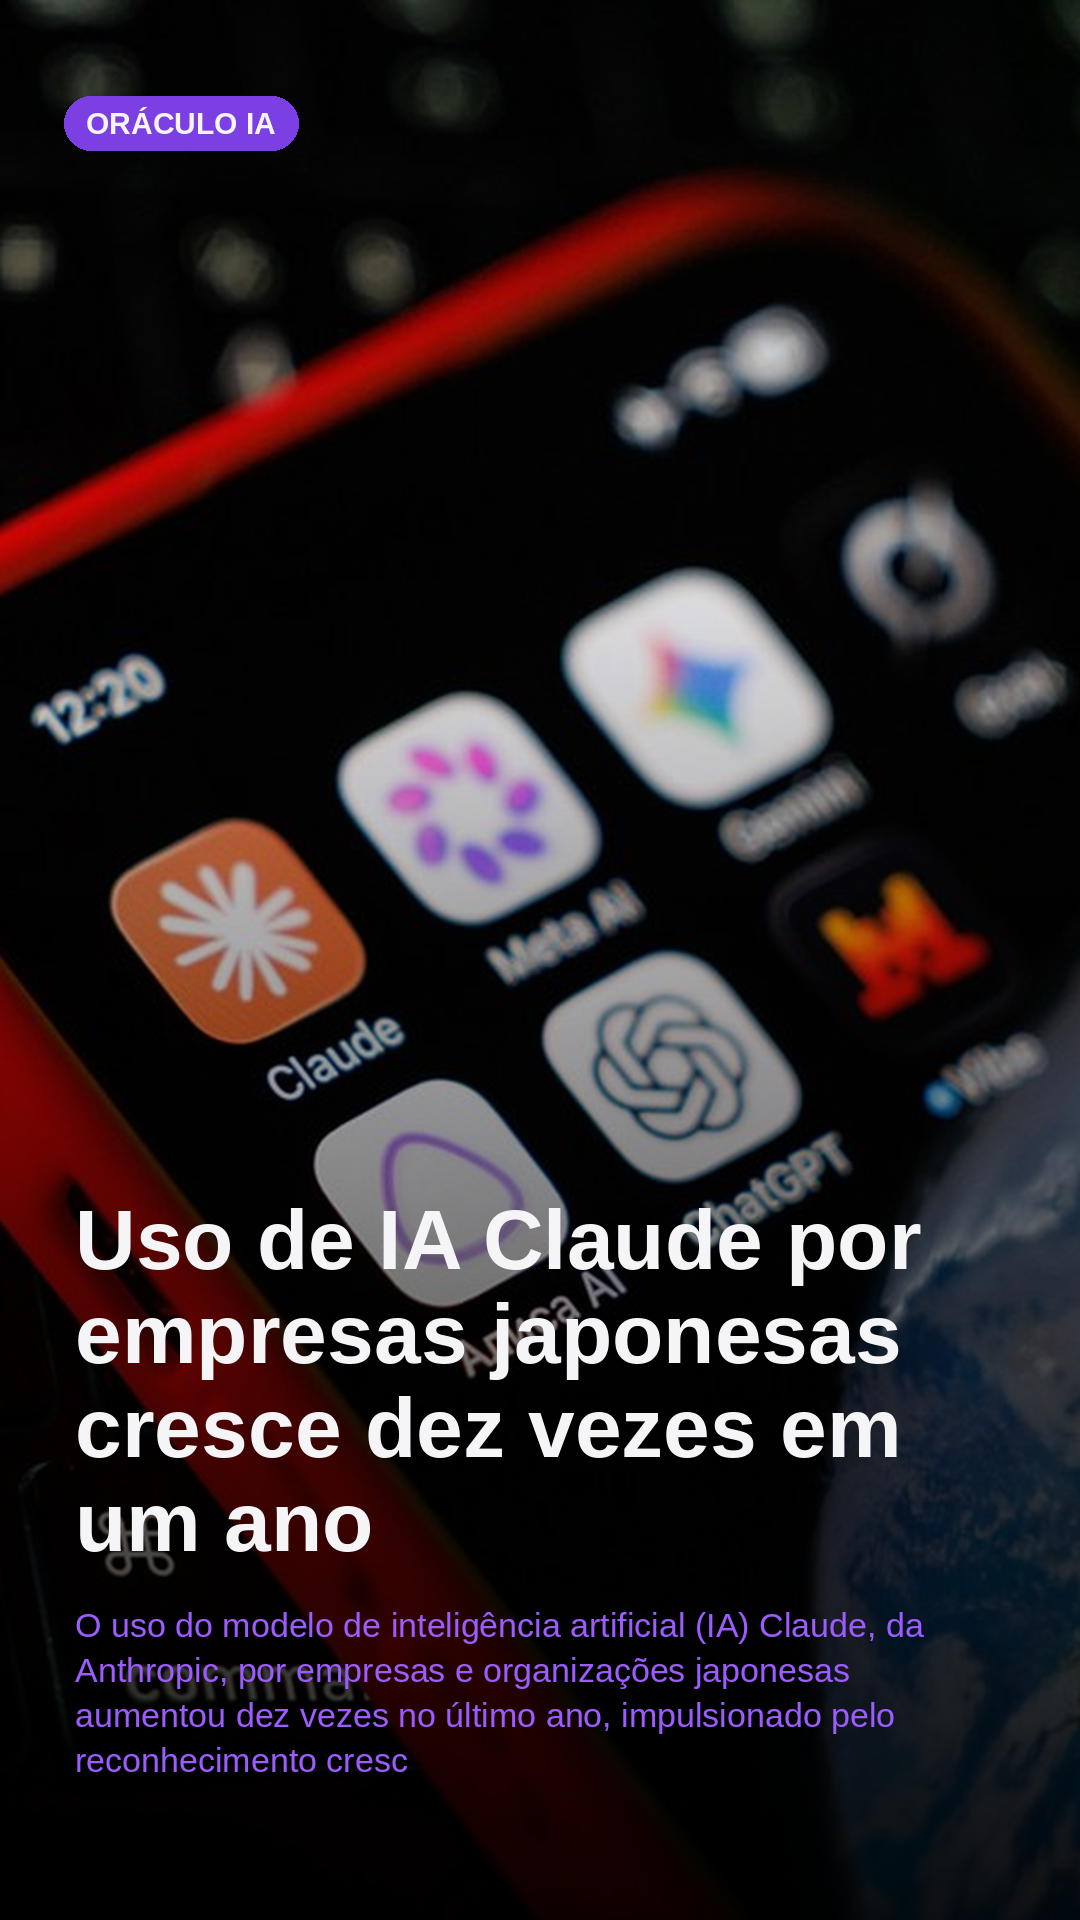 ORÁCULO IA
12:20
Gemini
Meta AI
Claude
Vibe
ChatGPT
Uso de IA Claude por
empresas japonesas
cresce dez vezes em
um ano
O uso do modelo de inteligência artificial (IA) Claude, da
Anthropic, por empresas e organizações japonesas
aumentou dez vezes no último ano, impulsionado pelo
reconhecimento cresc